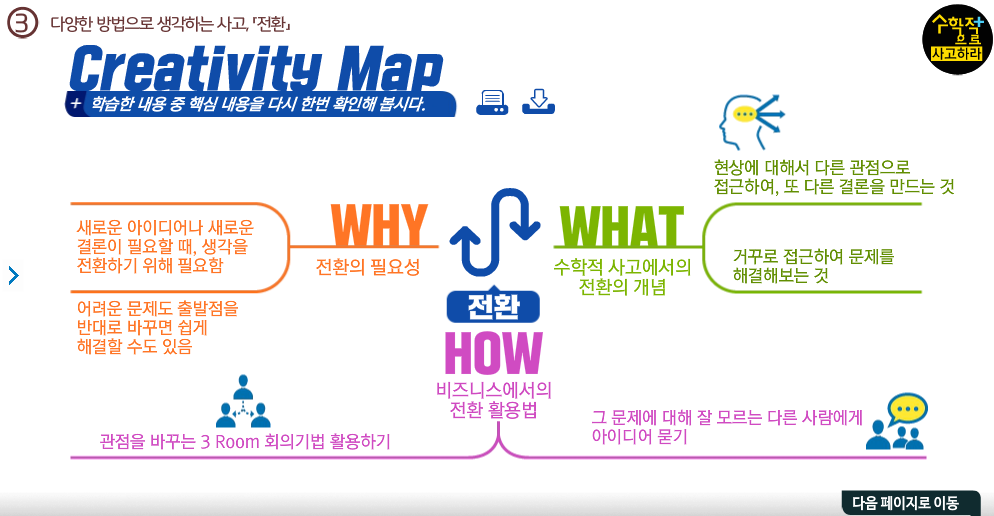 ③ 다양한 방법으로 생각하는 사고, 「전환」
수학적
으로
사고하라
Creativity Map
+ 학습한 내용 중 핵심 내용을 다시 한번 확인해 봅시다.
새로운 아이디어나 새로운
결론이 필요할 때, 생각을
전환하기 위해 필요함
어려운 문제도 출발점을
반대로 바꾸면 쉽게
해결할 수도 있음
WHY
전환의 필요성
전환
WHAT
수학적 사고에서의
전환의 개념
현상에 대해서 다른 관점으로
접근하여, 또 다른 결론을 만드는 것
거꾸로 접근하여 문제를
해결해보는 것
HOW
비즈니스에서의
전환 활용법
관점을 바꾸는 3 Room 회의기법 활용하기
그 문제에 대해 잘 모르는 다른 사람에게
아이디어 묻기
다음 페이지로 이동